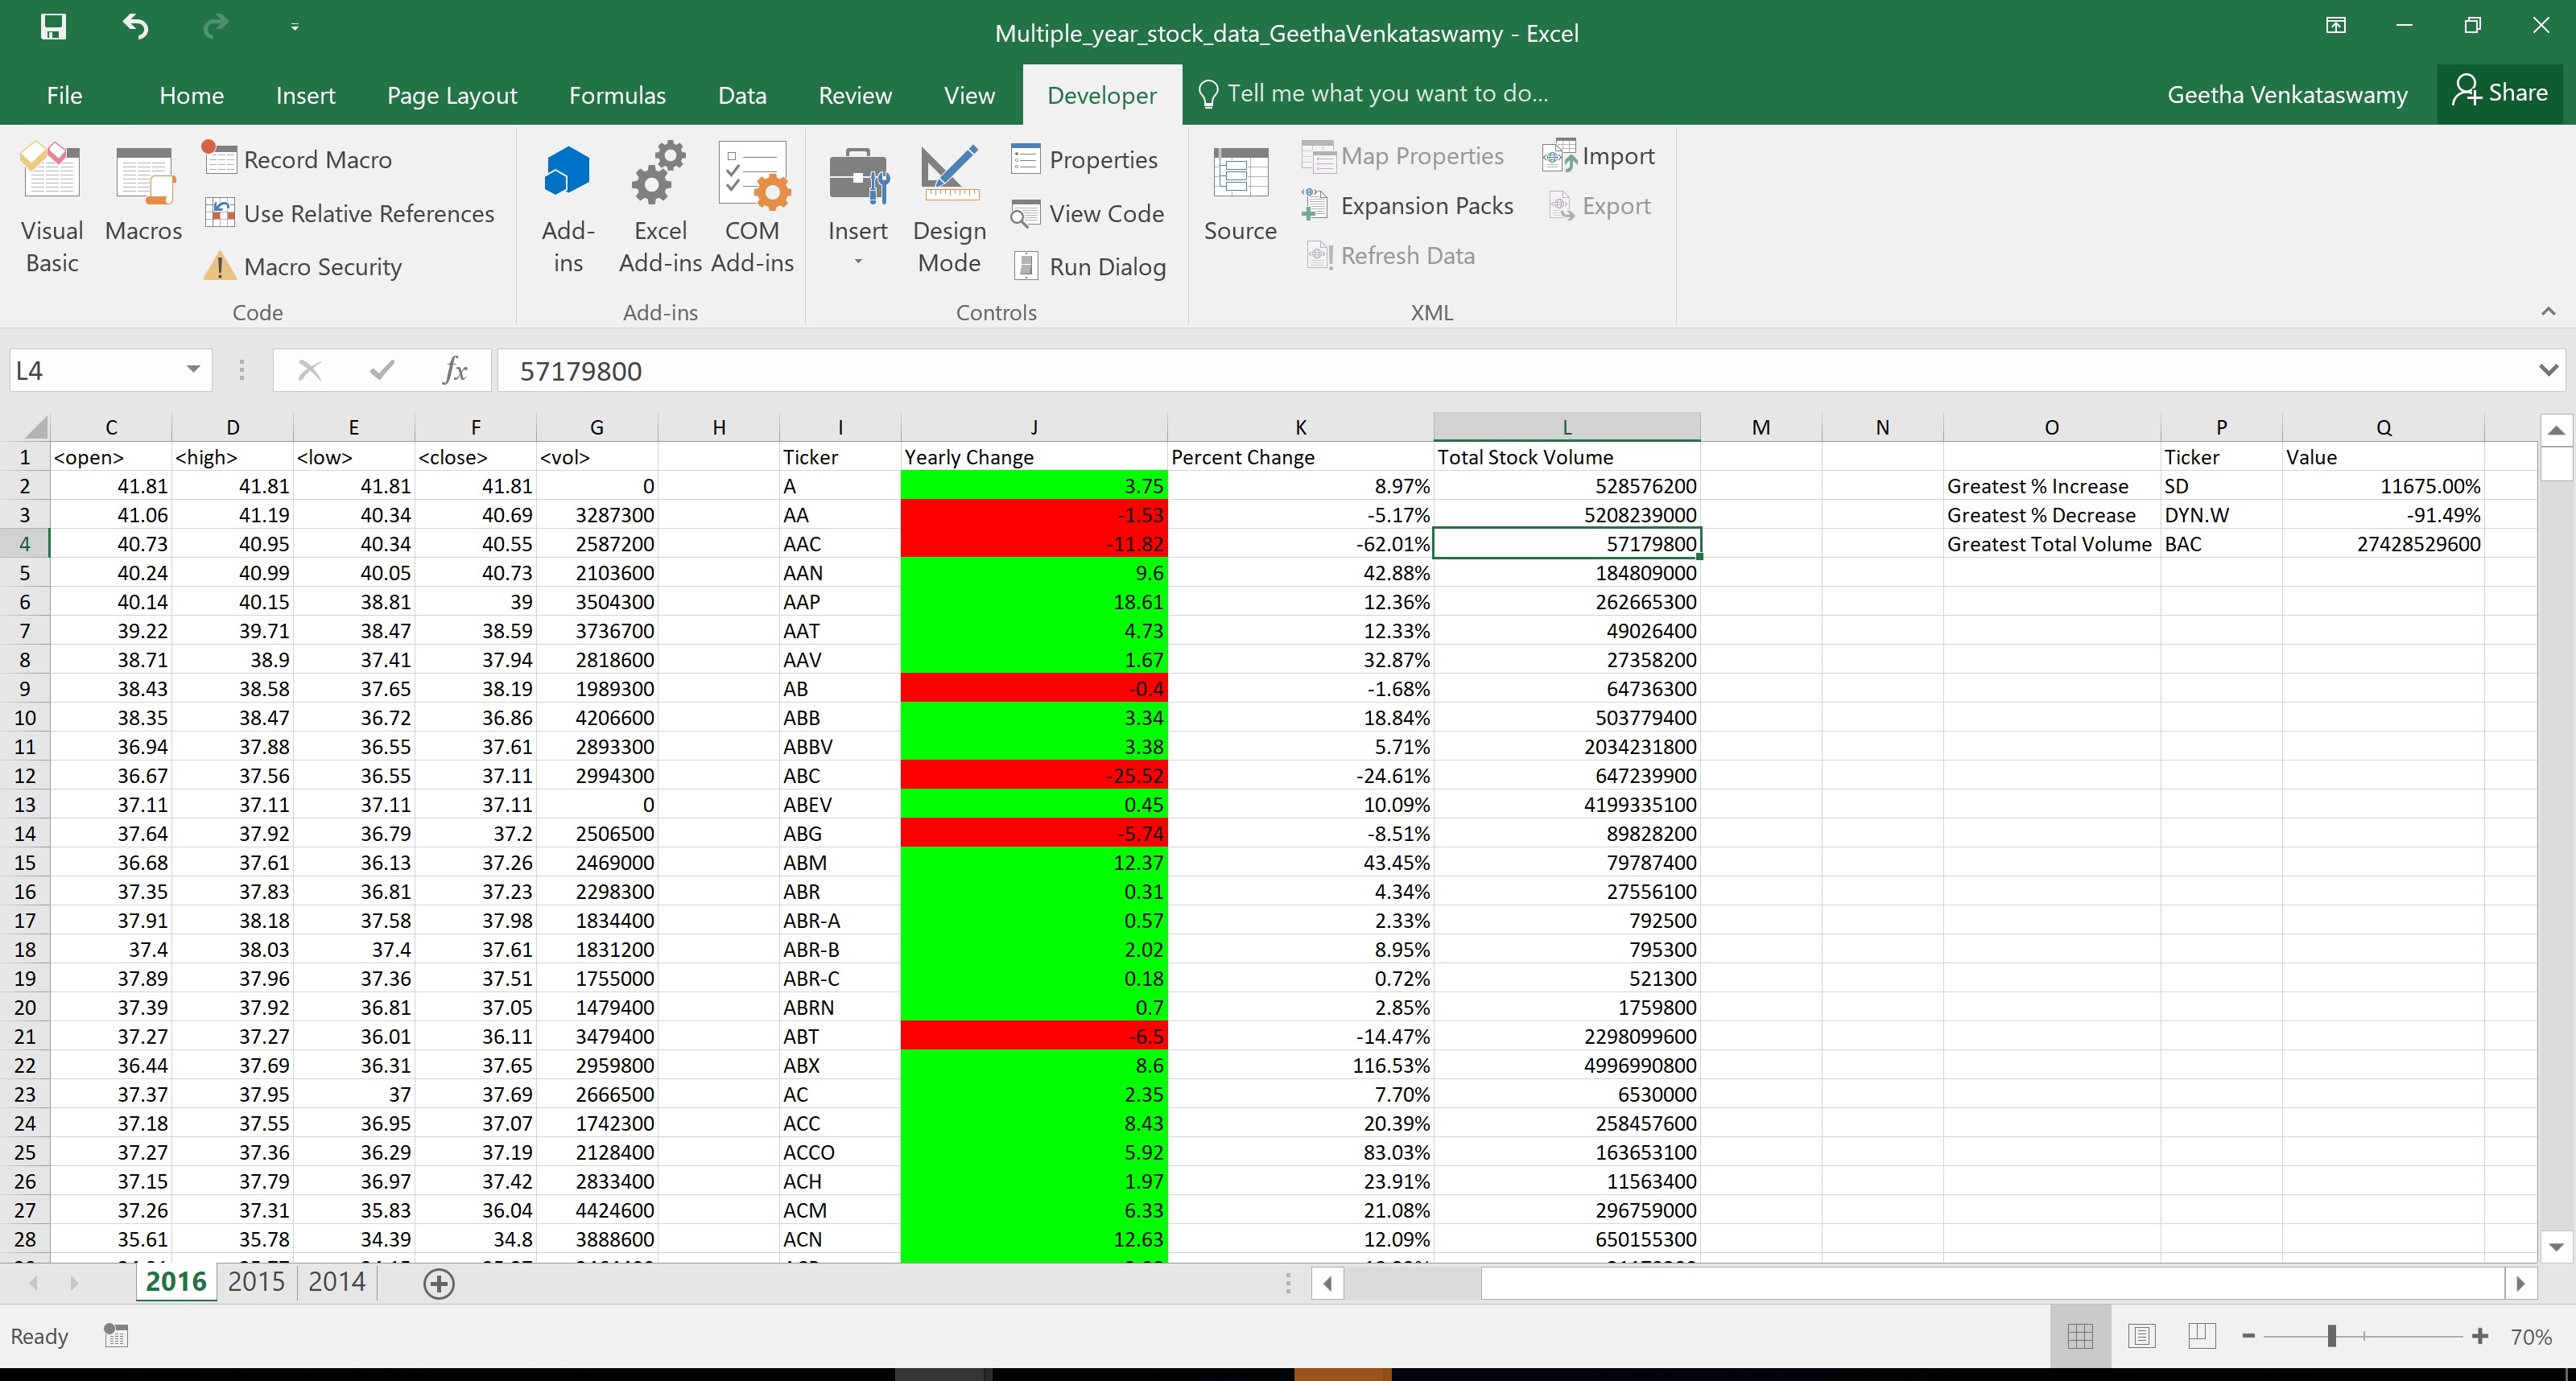 Multiple_year_stock_data_GeethaVenkataswamy - Excel
File Home Insert Page Layout Formulas Data Review View Developer Tell me what you want to do... Geetha Venkataswamy Share
Visual Basic
Macros
Record Macro
Use Relative References
Macro Security
Code
Add-ins
Excel Add-ins
COM Add-ins
Add-ins
Insert
Design Mode
Properties
View Code
Run Dialog
Controls
Source
Map Properties
Expansion Packs
Refresh Data
Import
Export
XML
L4 fx 57179800
C D E F G H I J K L M N O P Q
1 <open> <high> <low> <close> <vol> Ticker Yearly Change Percent Change Total Stock Volume Ticker Value
2 41.81 41.81 41.81 41.81 0 A 3.75 8.97% 528576200 Greatest % Increase SD 11675.00%
3 41.06 41.19 40.34 40.69 3287300 AA -1.53 -5.17% 5208239000 Greatest % Decrease DYN.W -91.49%
4 40.73 40.95 40.34 40.55 2587200 AAC -11.82 -62.01% 57179800 Greatest Total Volume BAC 27428529600
5 40.24 40.99 40.05 40.73 2103600 AAN 9.6 42.88% 184809000
6 40.14 40.15 38.81 39 3504300 AAP 18.61 12.36% 262665300
7 39.22 39.71 38.47 38.59 3736700 AAT 4.73 12.33% 49026400
8 38.71 38.9 37.41 37.94 2818600 AAV 1.67 32.87% 27358200
9 38.43 38.58 37.65 38.19 1989300 AB -0.4 -1.68% 64736300
10 38.35 38.47 36.72 36.86 4206600 ABB 3.34 18.84% 503779400
11 36.94 37.88 36.55 37.61 2893300 ABBV 3.38 5.71% 2034231800
12 36.67 37.56 36.55 37.11 2994300 ABC -25.52 -24.61% 647239900
13 37.11 37.11 37.11 37.11 0 ABEV 0.45 10.09% 4199335100
14 37.64 37.92 36.79 37.2 2506500 ABG -5.74 -8.51% 89828200
15 36.68 37.61 36.13 37.26 2469000 ABM 12.37 43.45% 79787400
16 37.35 37.83 36.81 37.23 2298300 ABR 0.31 4.34% 27556100
17 37.91 38.18 37.58 37.98 1834400 ABR-A 0.57 2.33% 792500
18 37.4 38.03 37.4 37.61 1831200 ABR-B 2.02 8.95% 795300
19 37.89 37.96 37.36 37.51 1755000 ABR-C 0.18 0.72% 521300
20 37.39 37.92 36.81 37.05 1479400 ABRN 0.7 2.85% 1759800
21 37.27 37.27 36.01 36.11 3479400 ABT -6.5 -14.47% 2298099600
22 36.44 37.69 36.31 37.65 2959800 ABX 8.6 116.53% 4996990800
23 37.37 37.95 37 37.69 2666500 AC 2.35 7.70% 6530000
24 37.18 37.55 36.95 37.07 1742300 ACC 8.43 20.39% 258457600
25 37.27 37.36 36.29 37.19 2128400 ACCO 5.92 83.03% 163653100
26 37.15 37.79 36.97 37.42 2833400 ACH 1.97 23.91% 11563400
27 37.26 37.31 35.83 36.04 4424600 ACM 6.33 21.08% 296759000
28 35.61 35.78 34.39 34.8 3888600 ACN 12.63 12.09% 650155300
2016 2015 2014
Ready 70%